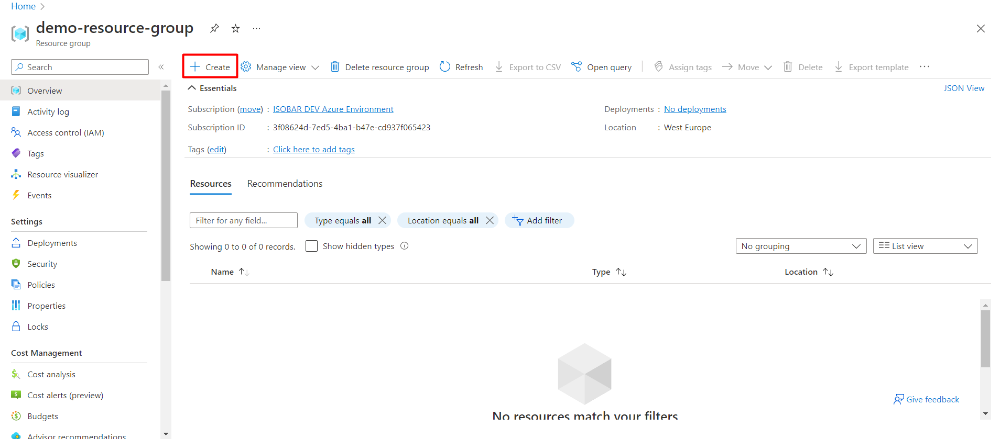 Home
demo-resource-group
Resource group
Search
Create Manage view Delete resource group Refresh Export to CSV Open query Assign tags Move Delete Export template
Overview
Activity log
Access control (IAM)
Tags
Resource visualizer
Events
Settings
Deployments
Security
Policies
Properties
Locks
Cost Management
Cost analysis
Cost alerts (preview)
Budgets
Advisor recommendations
Essentials JSON View
Subscription (move) : ISOBAR DEV Azure Environment Deployments : No deployments
Subscription ID : 3f08624d-7ed5-4ba1-b47e-cd937f065423 Location : West Europe
Tags (edit) : Click here to add tags
Resources Recommendations
Filter for any field... Type equals all Location equals all Add filter
Showing 0 to 0 of 0 records. Show hidden types No grouping List view
Name Type Location
Give feedback
No resources match your filters